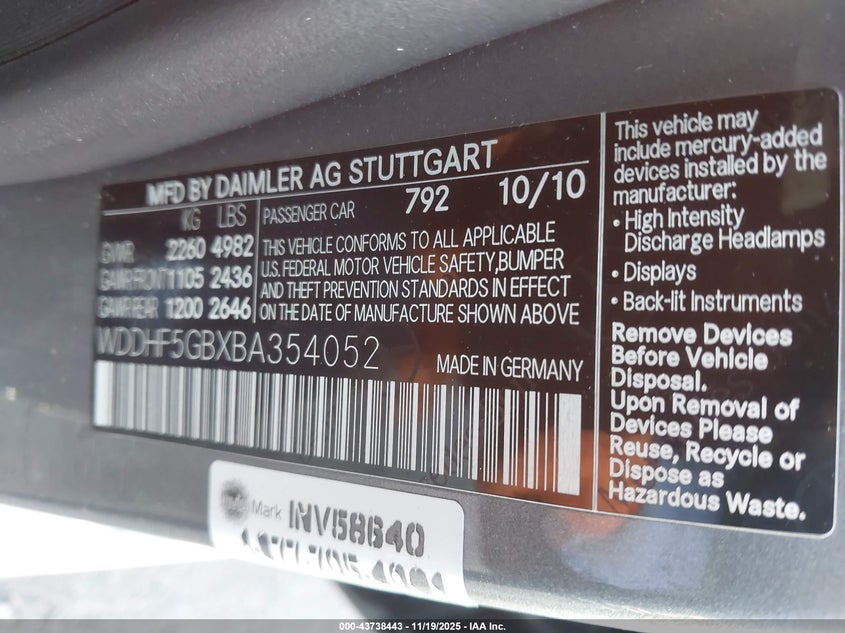 MFD BY DAIMLER AG STUTTGART
KG LBS
GVWR 2260 4982
GAWR FRONT 1105 2436
GAWR REAR 1200 2646
PASSENGER CAR 792 10/10
THIS VEHICLE CONFORMS TO ALL APPLICABLE
U.S. FEDERAL MOTOR VEHICLE SAFETY,BUMPER
AND THEFT PREVENTION STANDARDS IN EFFECT
ON THE DATE OF MANUFACTURE SHOWN ABOVE
WDDHF5GBXBA354052
MADE IN GERMANY
This vehicle may
include mercury-added
devices installed by the
manufacturer:
• High Intensity
Discharge Headlamps
• Displays
• Back-lit Instruments
Remove Devices
Before Vehicle
Disposal.
Upon Removal of
Devices Please
Reuse, Recycle or
Dispose as
Hazardous Waste.
Mark INV58640
000-43738443 - 11/19/2025 - IAA Inc.